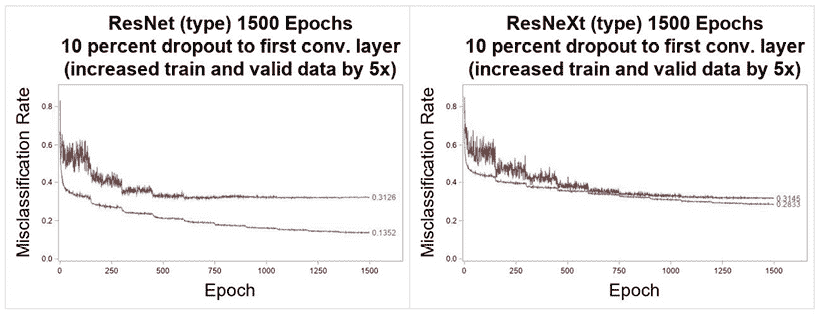 ResNet (type) 1500 Epochs
10 percent dropout to first conv. layer
(increased train and valid data by 5x)
Misclassification Rate
0.8
0.6
0.4
0.2
0.0
0.3126
0.1352
0
250
500
750
1000
1250
1500
Epoch
ResNeXt (type) 1500 Epochs
10 percent dropout to first conv. layer
(increased train and valid data by 5x)
Misclassification Rate
0.8
0.6
0.4
0.2
0.0
0.3145
0.2833
0
250
500
750
1000
1250
1500
Epoch